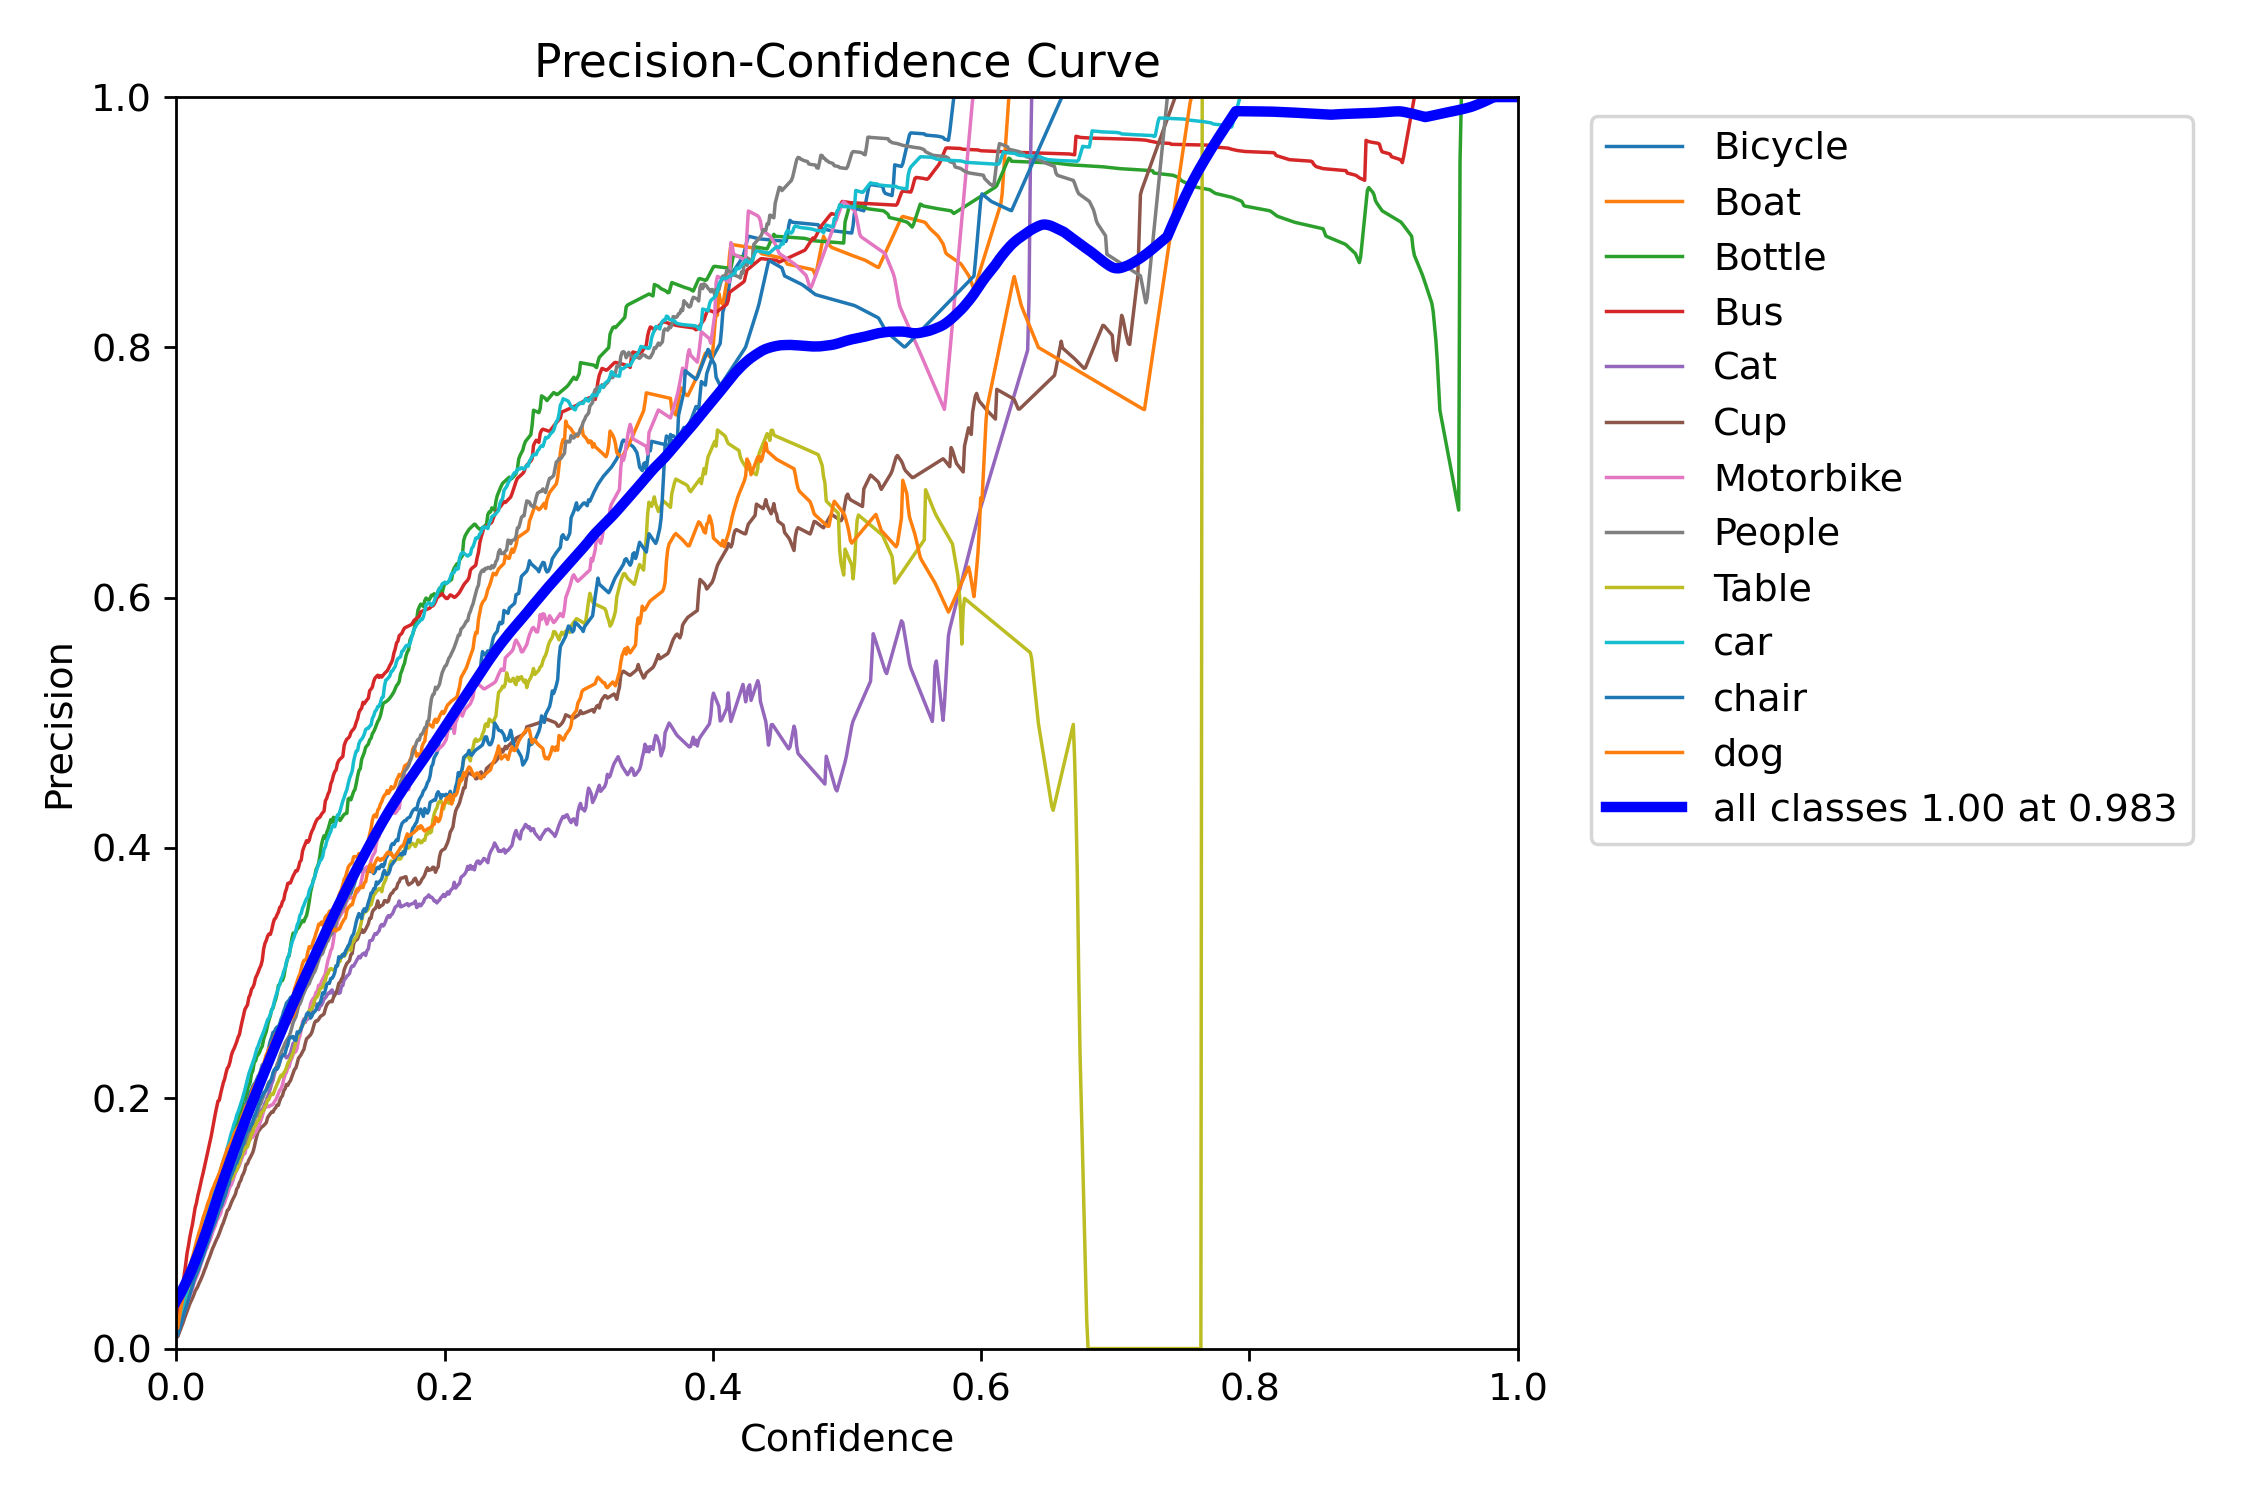 Precision-Confidence Curve
1.0
0.8
0.6
0.4
0.2
0.0
Precision
0.0 0.2 0.4 0.6 0.8 1.0
Confidence
Bicycle
Boat
Bottle
Bus
Cat
Cup
Motorbike
People
Table
car
chair
dog
all classes 1.00 at 0.983